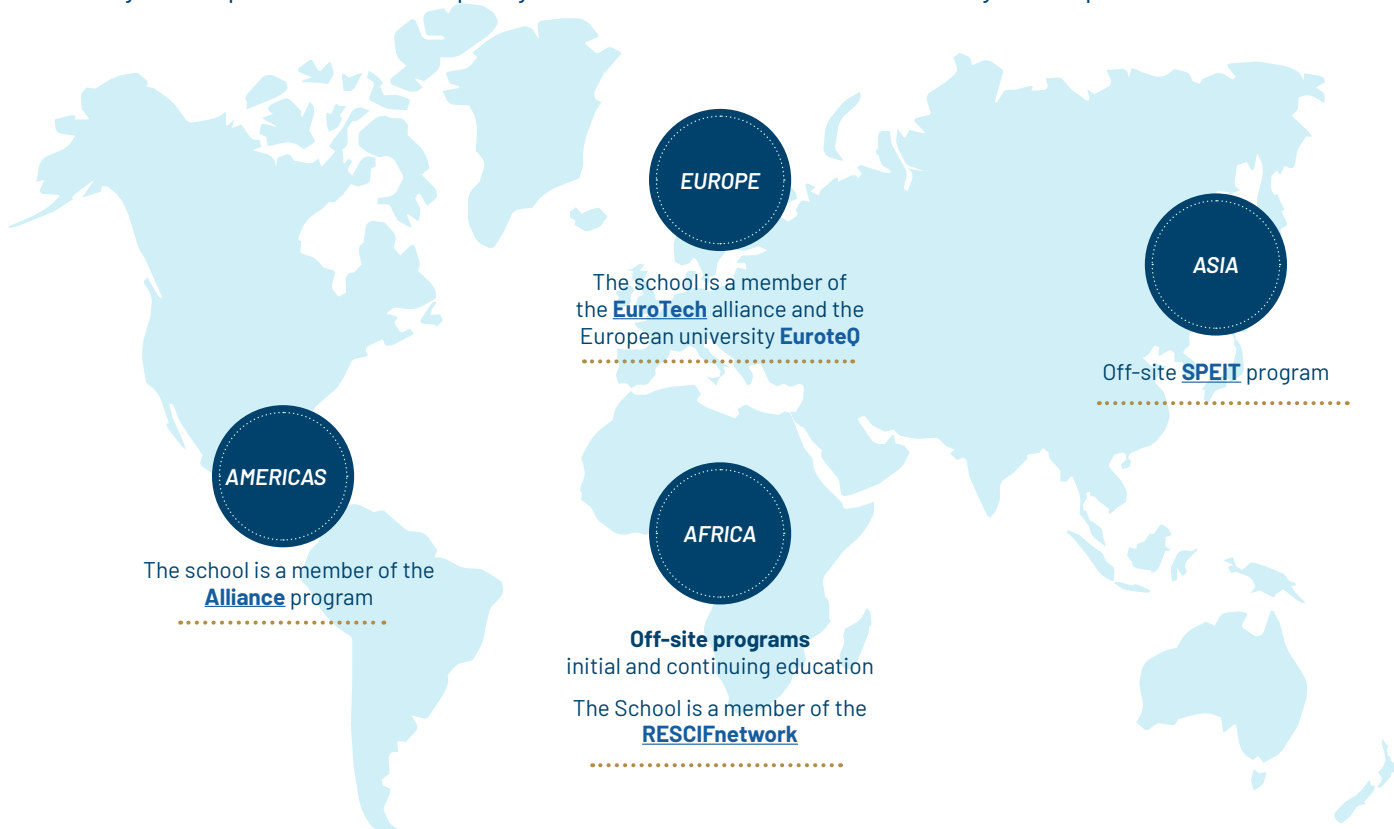 EUROPE
The school is a member of
the EuroTech alliance and the
European university EuroteQ
ASIA
Off-site SPEIT program
AMERICAS
The school is a member of the
Alliance program
AFRICA
Off-site programs
initial and continuing education
The School is a member of the
RESCIFnetwork